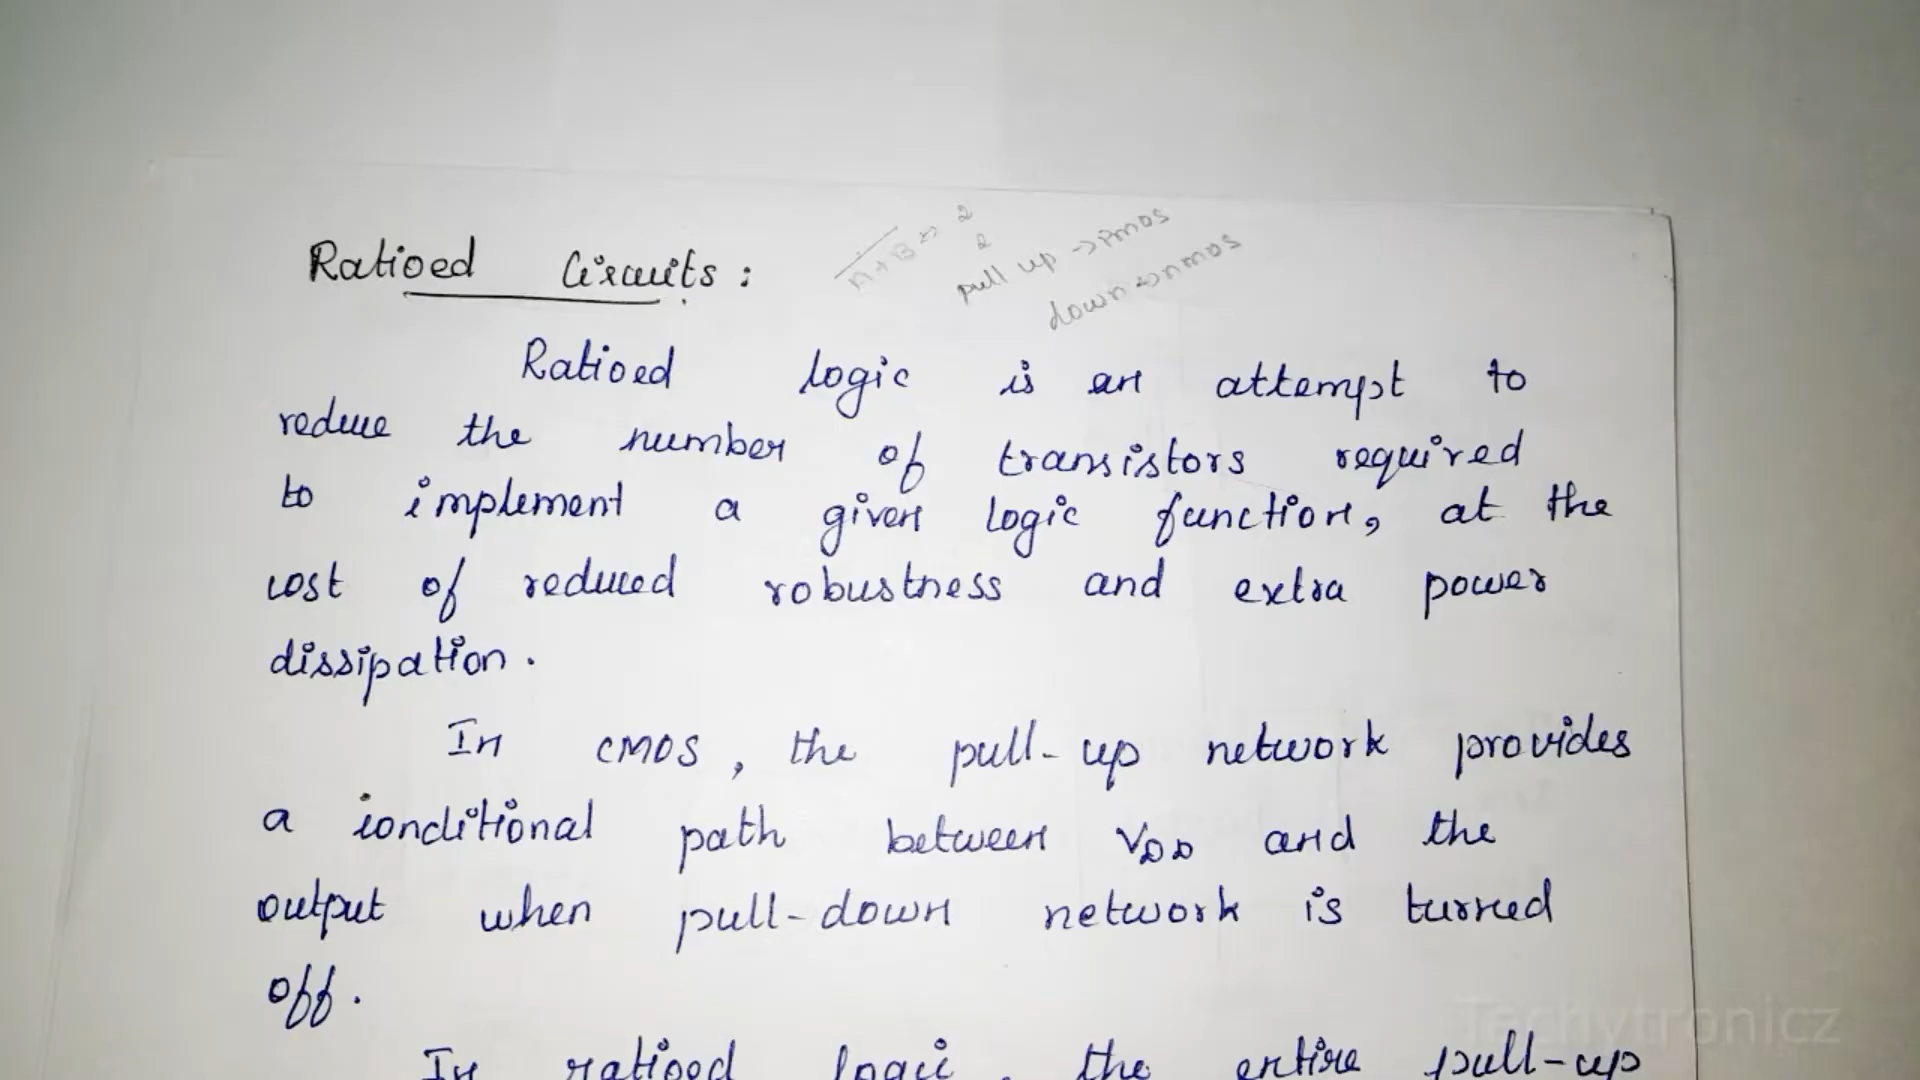 Ratioed Circuits :
A+B ⇒ 2
2
pull up → Pmos
down → nmos
Ratioed logic is an attempt to
reduce the number of transistors required
to implement a given logic function, at the
cost of reduced robustness and extra power
dissipation.
In CMOS, the pull-up network provides
a conditional path between VDD and the
output when pull-down network is turned
off.
In ratioed logic, the entire pull-up
Techytronicz